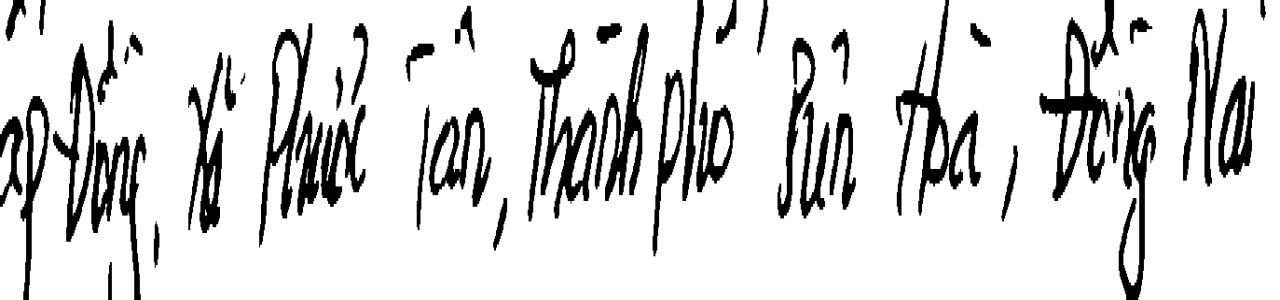 ấp Đồng, Xã Phước Tân, Thành phố Biên Hòa, Đồng Nai